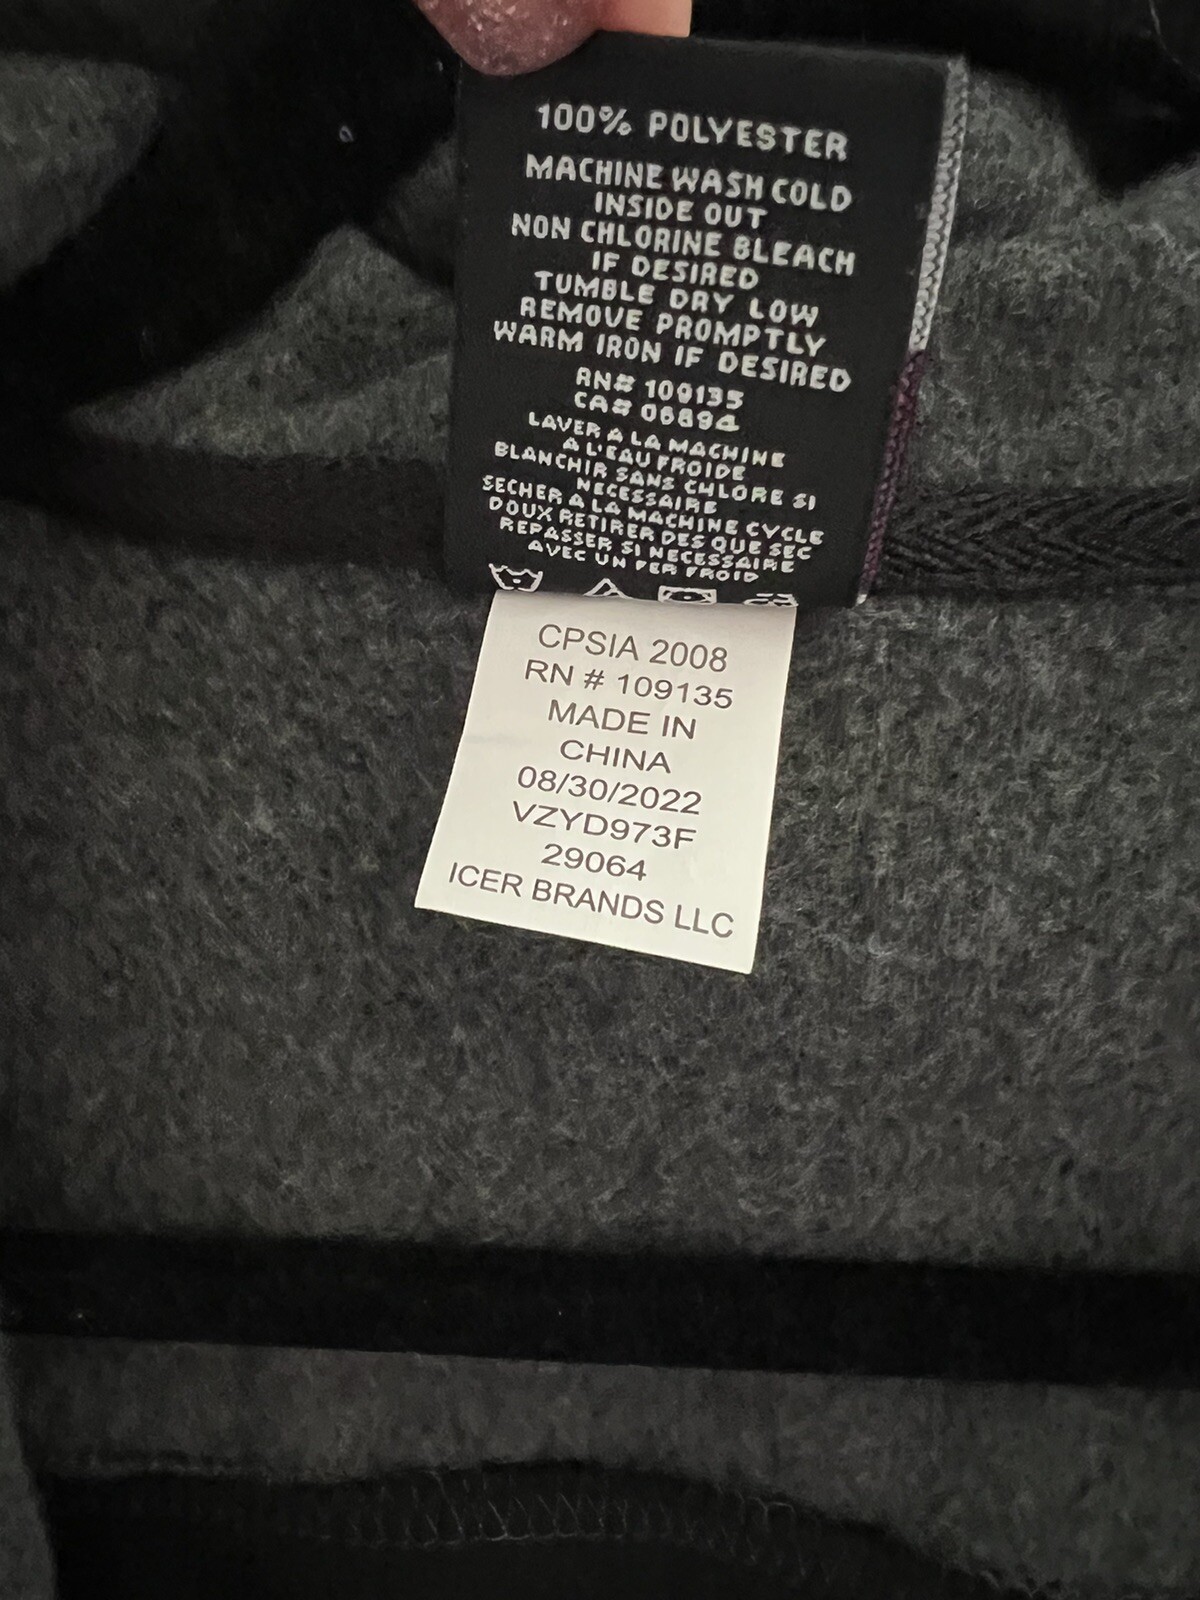 100% POLYESTER
MACHINE WASH COLD
INSIDE OUT
NON CHLORINE BLEACH
IF DESIRED
TUMBLE DRY LOW
REMOVE PROMPTLY
WARM IRON IF DESIRED
RN# 109135
CA# 06894
LAVER A LA MACHINE
A L'EAU FROIDE
BLANCHIR SANS CHLORE SI
NECESSAIRE
SECHER A LA MACHINE CYCLE
DOUX RETIRER DES QUE SEC
REPASSER SI NECESSAIRE
AVEC UN FER FROID
CPSIA 2008
RN # 109135
MADE IN
CHINA
08/30/2022
VZYD973F
29064
ICER BRANDS LLC